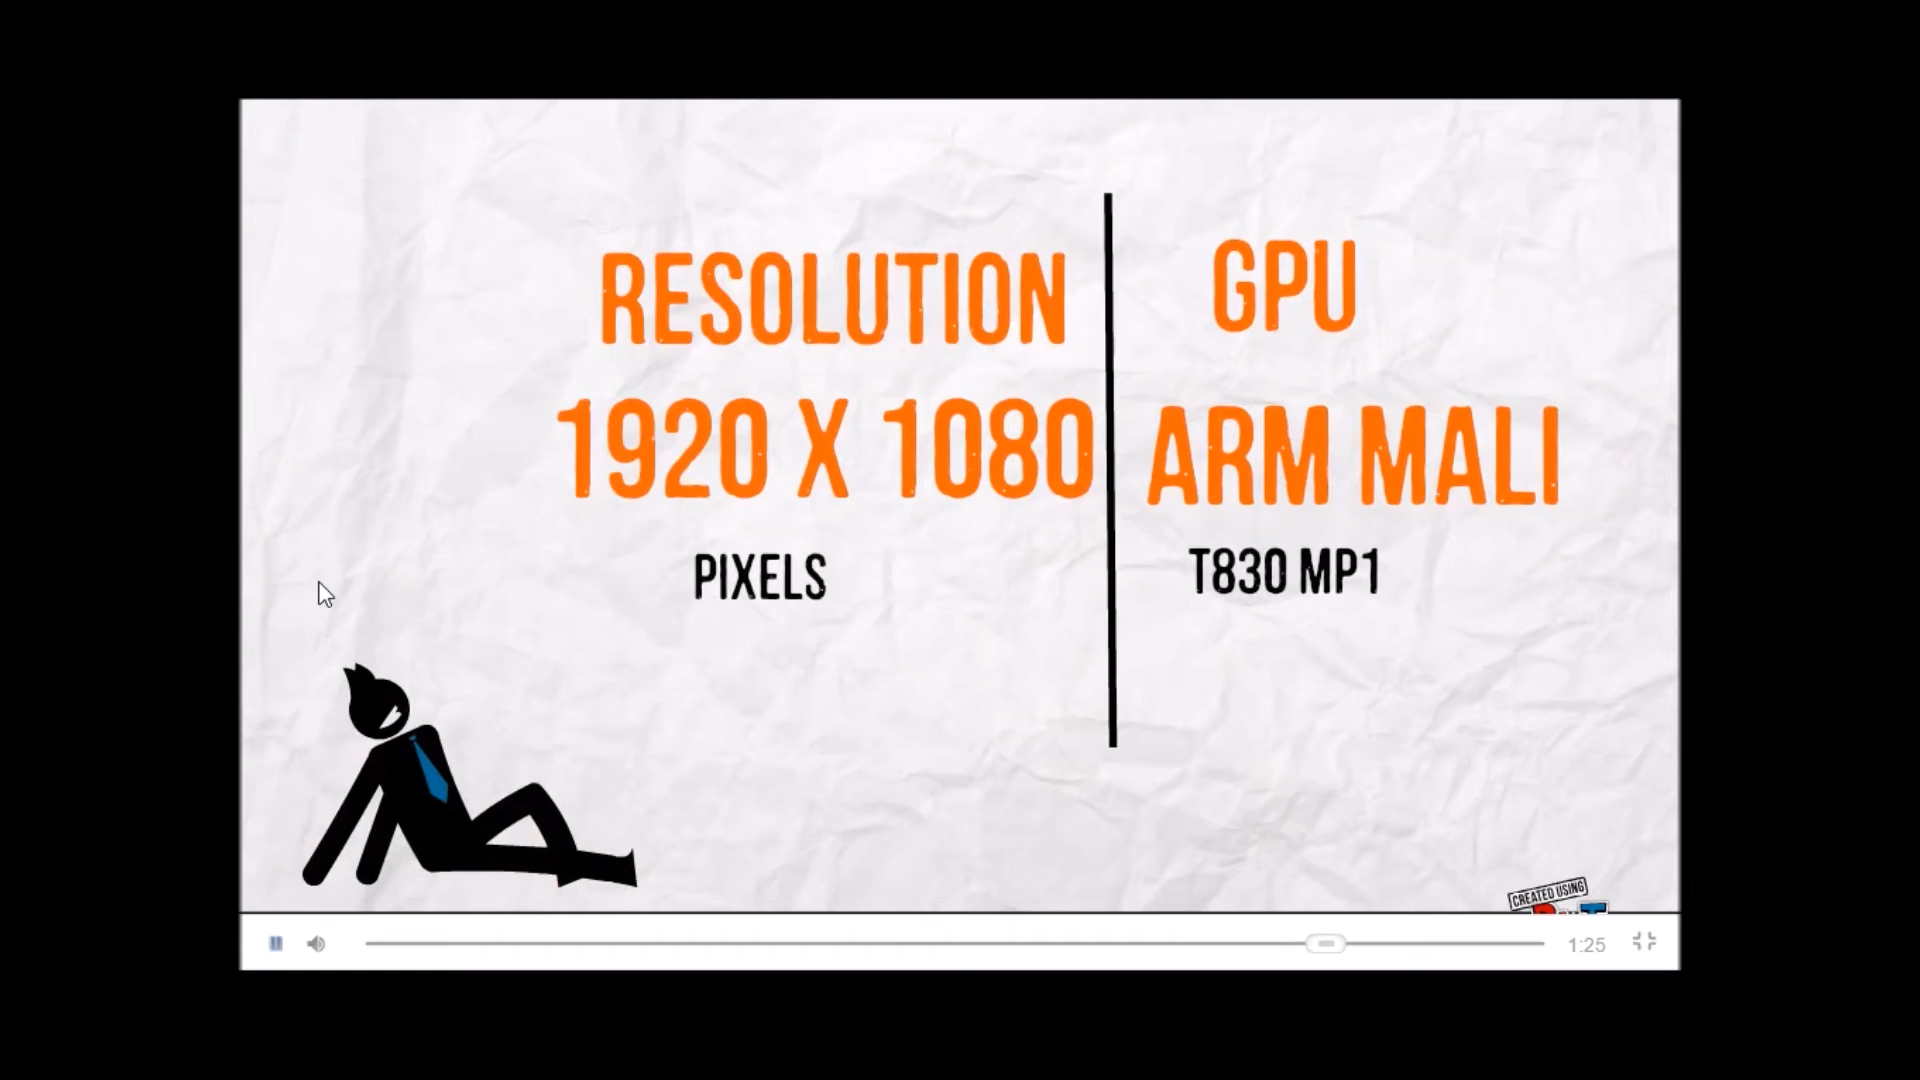 RESOLUTION
1920 X 1080
PIXELS
GPU
ARM MALI
T830 MP1
CREATED USING
1:25